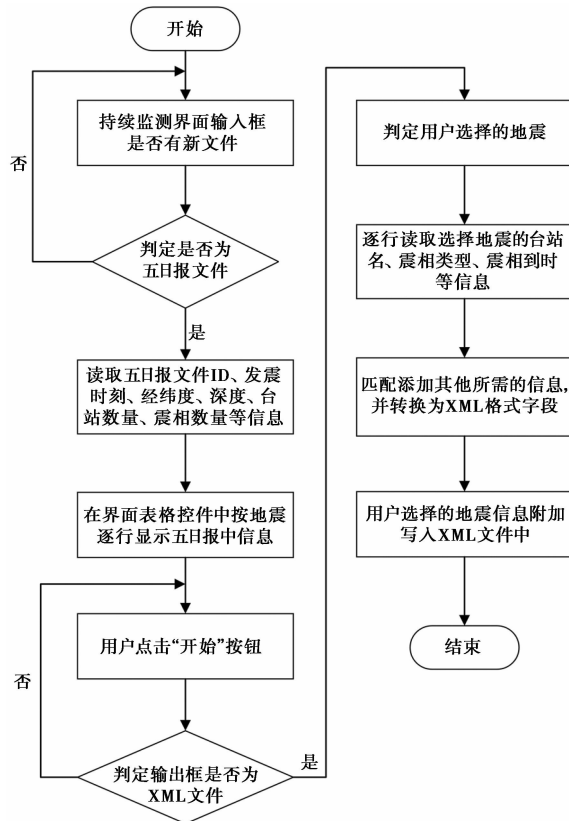 开始
持续监测界面输入框
是否有新文件
否
判定是否为
五日报文件
是
读取五日报文件ID、发震
时刻、经纬度、深度、台
站数量、震相数量等信息
在界面表格控件中按地震
逐行显示五日报中信息
用户点击“开始”按钮
否
判定输出框是否为
XML文件
是
判定用户选择的地震
逐行读取选择地震的台站
名、震相类型、震相到时
等信息
匹配添加其他所需的信息,
并转换为XML格式字段
用户选择的地震信息附加
写入XML文件中
结束